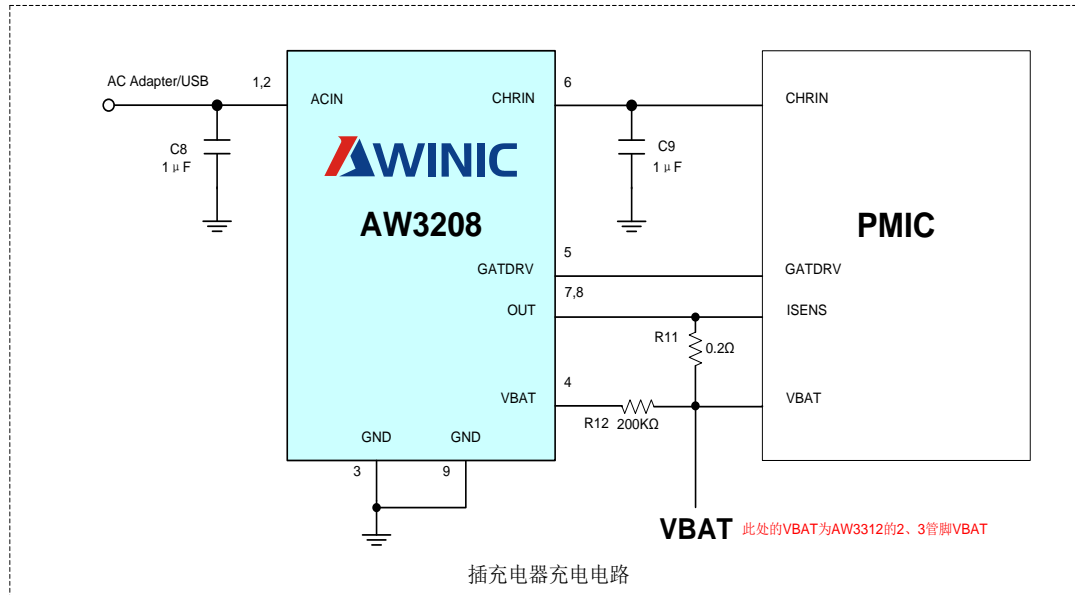 AC Adapter/USB
1,2
ACIN
C8
1μF
AWINIC
AW3208
CHRIN
6
C9
1μF
CHRIN
PMIC
GATDRV
5
GATDRV
OUT
7,8
ISENS
R11
0.2Ω
VBAT
4
R12 200KΩ
VBAT
GND
GND
3
9
VBAT 此处的VBAT为AW3312的2、3管脚VBAT
插充电器充电电路